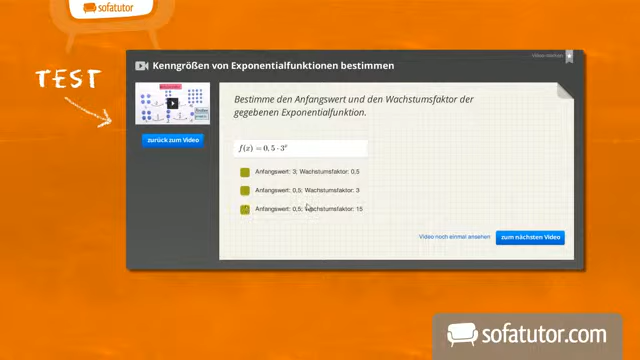 sofatutor
Video merken
Kenngrößen von Exponentialfunktionen bestimmen
TEST
Bestimme den Anfangswert und den Wachstumsfaktor der
gegebenen Exponentialfunktion.
zurück zum Video
f(x) = 0,5 · 3^x
Anfangswert: 3; Wachstumsfaktor: 0,5
Anfangswert: 0,5; Wachstumsfaktor: 3
Anfangswert: 0,5; Wachstumsfaktor: 15
Video noch einmal ansehen
zum nächsten Video
sofatutor.com